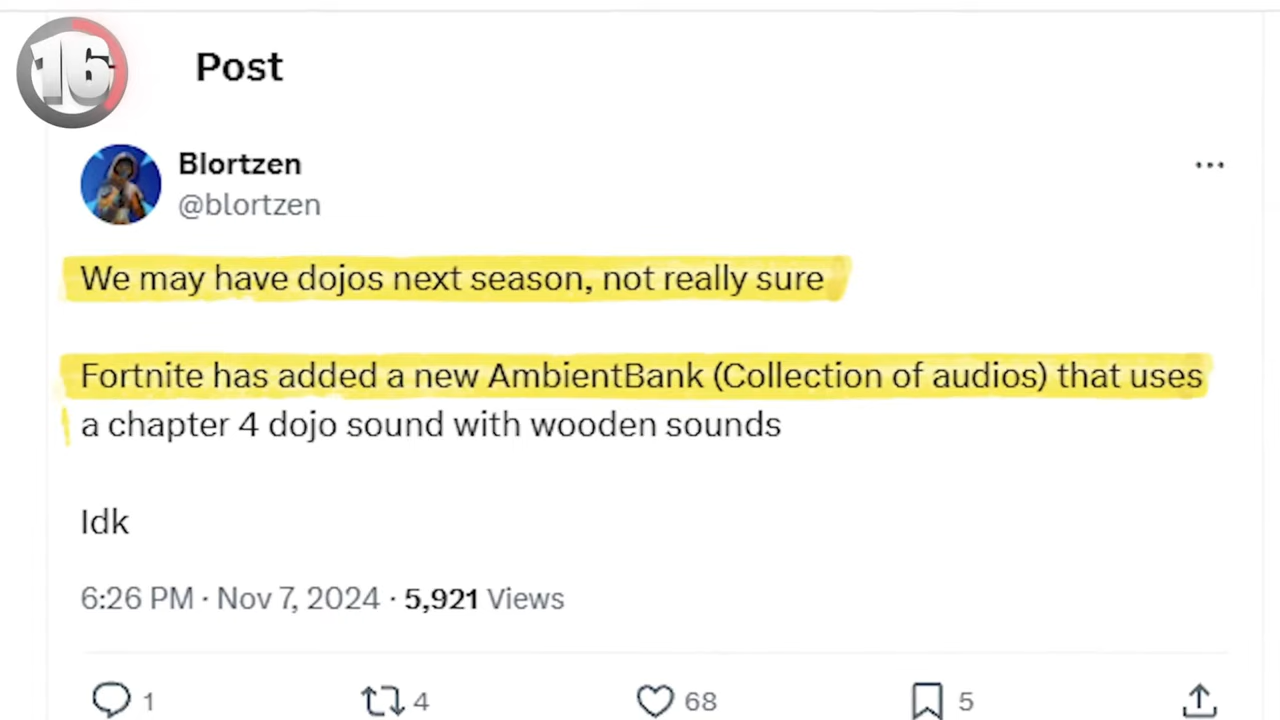 16
Post
Blortzen
@blortzen
We may have dojos next season, not really sure
Fortnite has added a new AmbientBank (Collection of audios) that uses
a chapter 4 dojo sound with wooden sounds
Idk
6:26 PM · Nov 7, 2024 · 5,921 Views
1 4 68 5